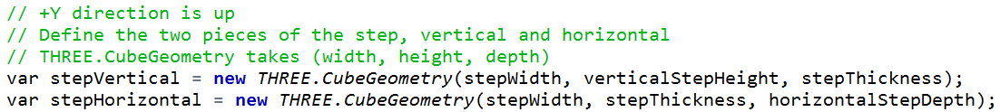 // +Y direction is up
// Define the two pieces of the step, vertical and horizontal
// THREE.CubeGeometry takes (width, height, depth)
var stepVertical = new THREE.CubeGeometry(stepWidth, verticalStepHeight, stepThickness);
var stepHorizontal = new THREE.CubeGeometry(stepWidth, stepThickness, horizontalStepDepth);